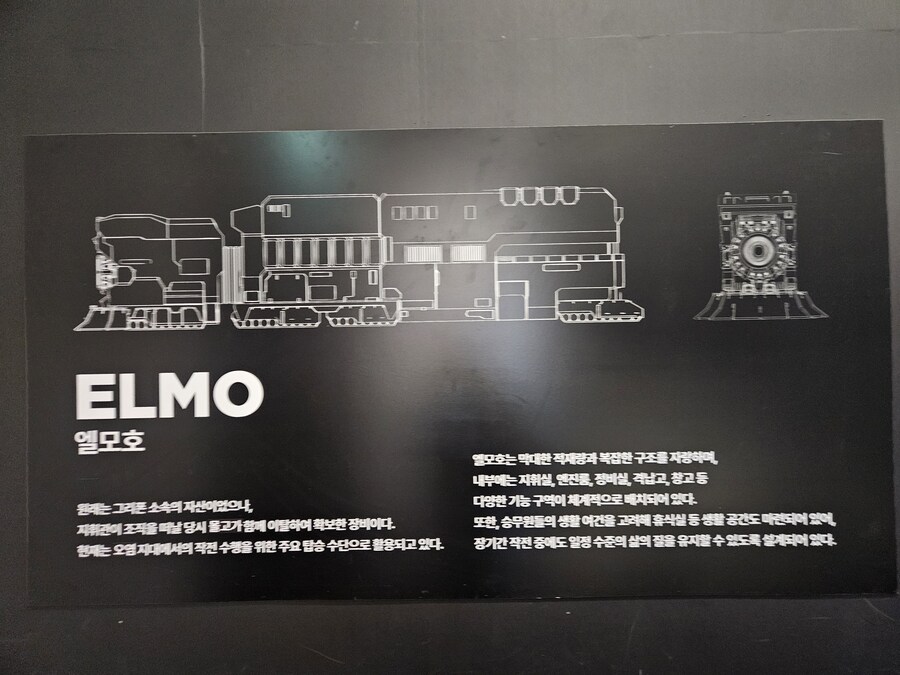 ELMO
엘모호
원래는 그리폰 소속의 자산이었으나,
지휘관이 조직을 떠날 당시 몰고가 함께 이탈하여 확보한 장비이다.
현재는 오염 지대에서의 작전 수행을 위한 주요 탑승 수단으로 활용되고 있다.
엘모호는 막대한 적재량과 복잡한 구조를 자랑하며,
내부에는 지휘실, 엔진룸, 정비실, 격납고, 창고 등
다양한 기능 구역이 체계적으로 배치되어 있다.
또한, 승무원들의 생활 여건을 고려해 휴식실 등 생활 공간도 마련되어 있어,
장기간 작전 중에도 일정 수준의 삶의 질을 유지할 수 있도록 설계되어 있다.